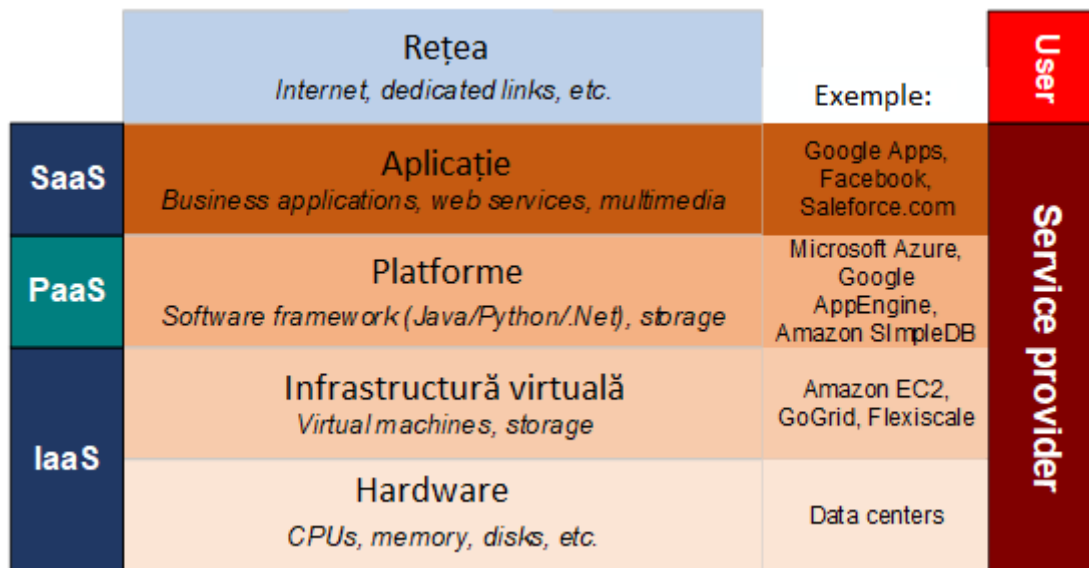 Rețea
Internet, dedicated links, etc.
Exemple:
User
SaaS
Aplicație
Business applications, web services, multimedia
Google Apps,
Facebook,
Saleforce.com
PaaS
Platforme
Software framework (Java/Python/.Net), storage
Microsoft Azure,
Google
AppEngine,
Amazon SImpleDB
IaaS
Infrastructură virtuală
Virtual machines, storage
Amazon EC2,
GoGrid, Flexiscale
Hardware
CPUs, memory, disks, etc.
Data centers
Service provider